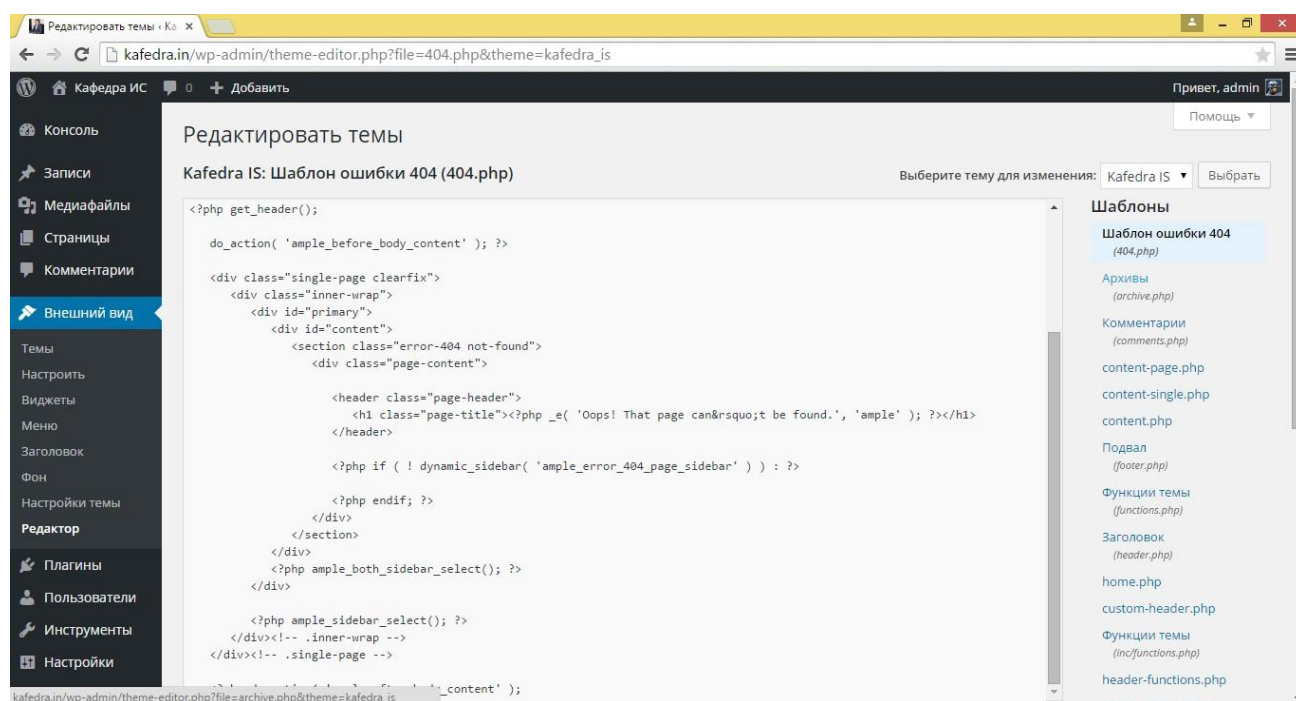 Редактировать темы ‹ Ка
kafedra.in/wp-admin/theme-editor.php?file=404.php&theme=kafedra_is
Кафедра ИС 0 + Добавить
Привет, admin
Помощь
Консоль
Записи
Медиафайлы
Страницы
Комментарии
Внешний вид
Темы
Настроить
Виджеты
Меню
Заголовок
Фон
Настройки темы
Редактор
Плагины
Пользователи
Инструменты
Настройки
Редактировать темы
Kafedra IS: Шаблон ошибки 404 (404.php)
Выберите тему для изменения: Kafedra IS Выбрать
<?php get_header();
do_action( 'ample_before_body_content' ); ?>
<div class="single-page clearfix">
<div class="inner-wrap">
<div id="primary">
<div id="content">
<section class="error-404 not-found">
<div class="page-content">
<header class="page-header">
<h1 class="page-title"><?php _e( 'Oops! That page can&rsquo;t be found.', 'ample' ); ?></h1>
</header>
<?php if ( ! dynamic_sidebar( 'ample_error_404_page_sidebar' ) ) : ?>
<?php endif; ?>
</div>
</section>
</div>
<?php ample_both_sidebar_select(); ?>
</div>
<?php ample_sidebar_select(); ?>
</div><!-- .inner-wrap -->
</div><!-- .single-page -->
_content' );
Шаблоны
Шаблон ошибки 404
(404.php)
Архивы
(archive.php)
Комментарии
(comments.php)
content-page.php
content-single.php
content.php
Подвал
(footer.php)
Функции темы
(functions.php)
Заголовок
(header.php)
home.php
custom-header.php
Функции темы
(inc/functions.php)
header-functions.php
kafedra.in/wp-admin/theme-editor.php?file=archive.php&theme=kafedra_is